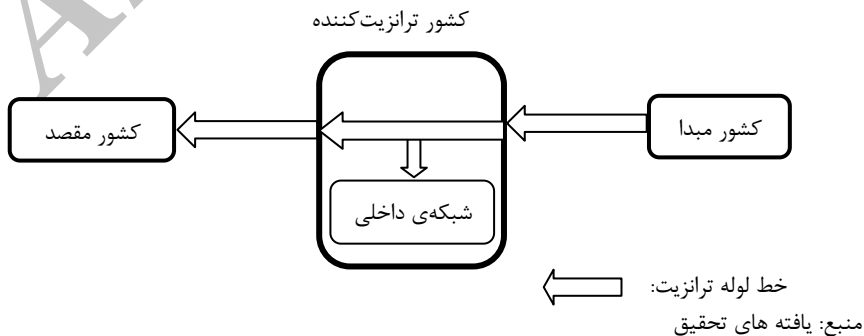 کشور ترانزیت‌کننده
کشور مبدا
کشور مقصد
شبکه‌ی داخلی
خط لوله ترانزیت:
منبع: یافته های تحقیق